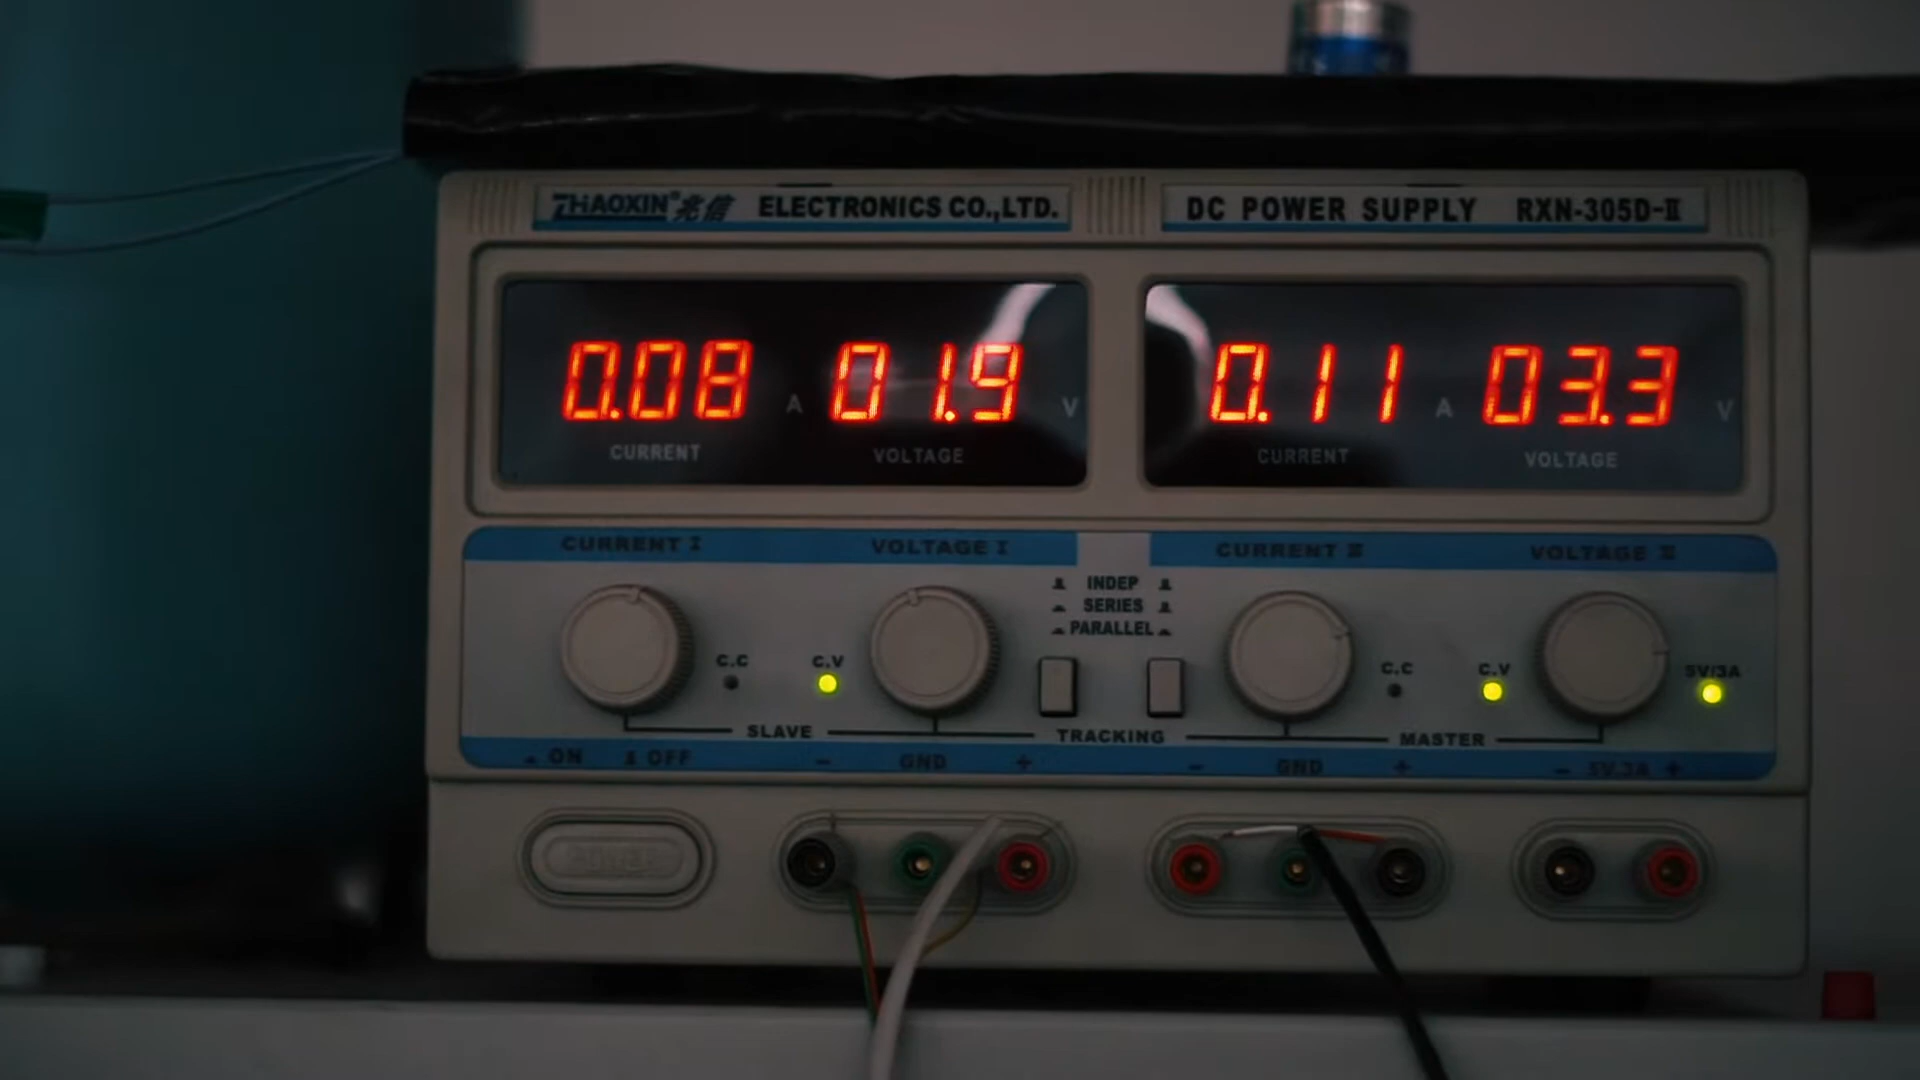 ZHAOXIN® 兆信 ELECTRONICS CO.,LTD.
DC POWER SUPPLY RXN-305D-II
0.08 A 01.9 V
CURRENT VOLTAGE
0.11 A 03.3 V
CURRENT VOLTAGE
CURRENT I VOLTAGE I
CURRENT II VOLTAGE II
INDEP
SERIES
PARALLEL
C.C C.V
C.C C.V 5V/3A
SLAVE TRACKING MASTER
ON OFF - GND +
- GND + - 5V.3A +
POWER